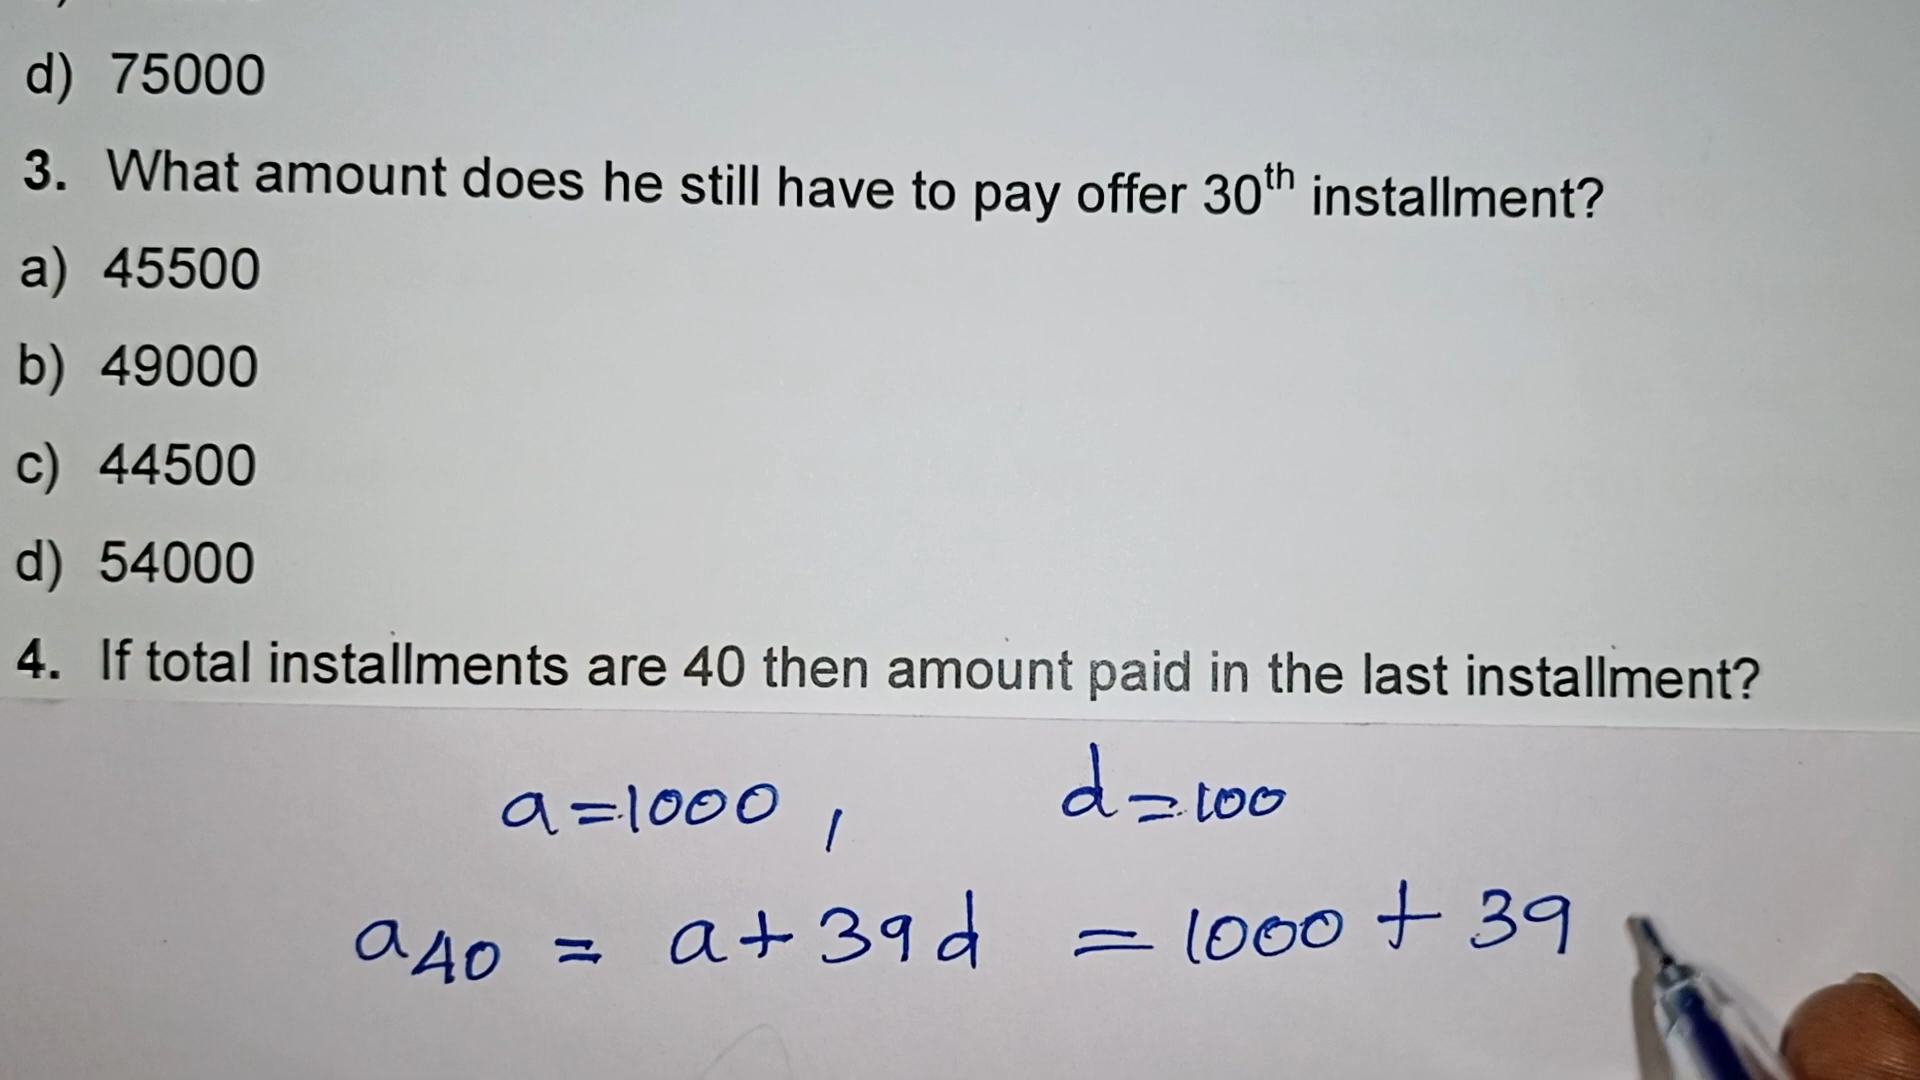 d) 75000
3. What amount does he still have to pay offer 30th installment?
a) 45500
b) 49000
c) 44500
d) 54000
4. If total installments are 40 then amount paid in the last installment?
a=1000, d=100
a40 = a+39d = 1000 + 39